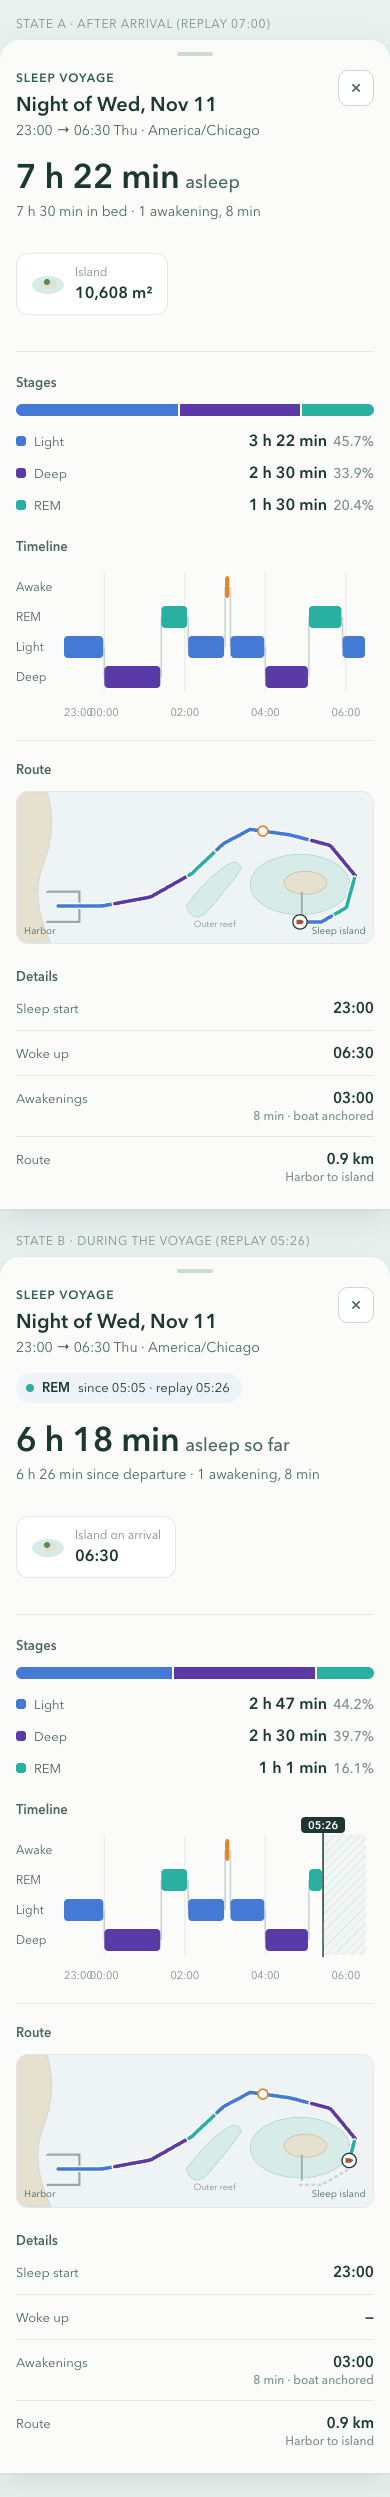 STATE A · AFTER ARRIVAL (REPLAY 07:00)
SLEEP VOYAGE
Night of Wed, Nov 11
23:00 → 06:30 Thu · America/Chicago
7 h 22 min asleep
7 h 30 min in bed · 1 awakening, 8 min
Island
10,608 m²
Stages
Light 3 h 22 min 45.7%
Deep 2 h 30 min 33.9%
REM 1 h 30 min 20.4%
Timeline
Awake
REM
Light
Deep
23:00 00:00 02:00 04:00 06:00
Route
Outer reef
Harbor
Sleep island
Details
Sleep start 23:00
Woke up 06:30
Awakenings 03:00
8 min · boat anchored
Route 0.9 km
Harbor to island
STATE B · DURING THE VOYAGE (REPLAY 05:26)
SLEEP VOYAGE
Night of Wed, Nov 11
23:00 → 06:30 Thu · America/Chicago
REM since 05:05 · replay 05:26
6 h 18 min asleep so far
6 h 26 min since departure · 1 awakening, 8 min
Island on arrival
06:30
Stages
Light 2 h 47 min 44.2%
Deep 2 h 30 min 39.7%
REM 1 h 1 min 16.1%
Timeline
05:26
Awake
REM
Light
Deep
23:00 00:00 02:00 04:00 06:00
Route
Outer reef
Harbor
Sleep island
Details
Sleep start 23:00
Woke up –
Awakenings 03:00
8 min · boat anchored
Route 0.9 km
Harbor to island